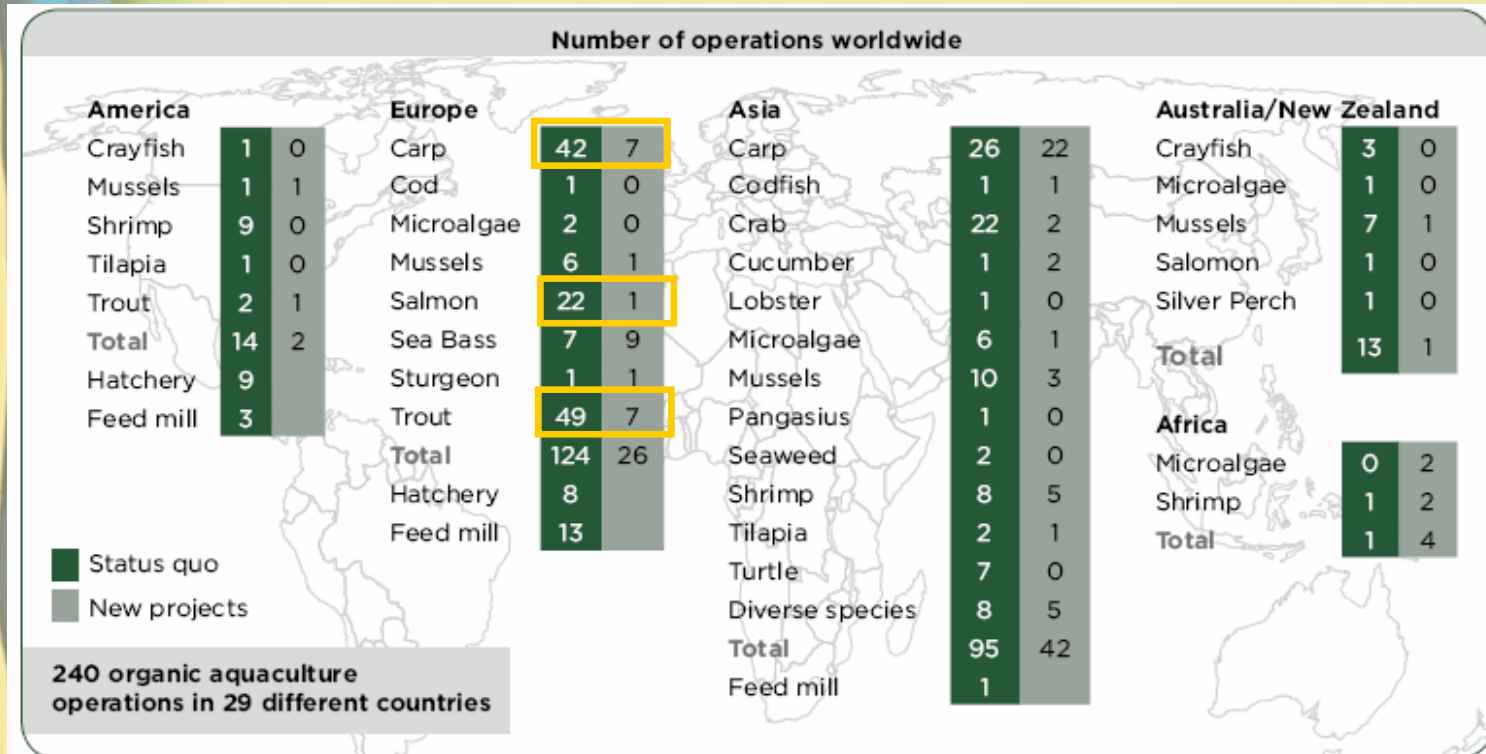 Number of operations worldwide
America
Crayfish 1 0
Mussels 1 1
Shrimp 9 0
Tilapia 1 0
Trout 2 1
Total 14 2
Hatchery 9
Feed mill 3
Europe
Carp 42 7
Cod 1 0
Microalgae 2 0
Mussels 6 1
Salmon 22 1
Sea Bass 7 9
Sturgeon 1 1
Trout 49 7
Total 124 26
Hatchery 8
Feed mill 13
Asia
Carp 26 22
Codfish 1 1
Crab 22 2
Cucumber 1 2
Lobster 1 0
Microalgae 6 1
Mussels 10 3
Pangasius 1 0
Seaweed 2 0
Shrimp 8 5
Tilapia 2 1
Turtle 7 0
Diverse species 8 5
Total 95 42
Feed mill 1
Australia/New Zealand
Crayfish 3 0
Microalgae 1 0
Mussels 7 1
Salomon 1 0
Silver Perch 1 0
Total 13 1
Africa
Microalgae 0 2
Shrimp 1 2
Total 1 4
Status quo
New projects
240 organic aquaculture
operations in 29 different countries